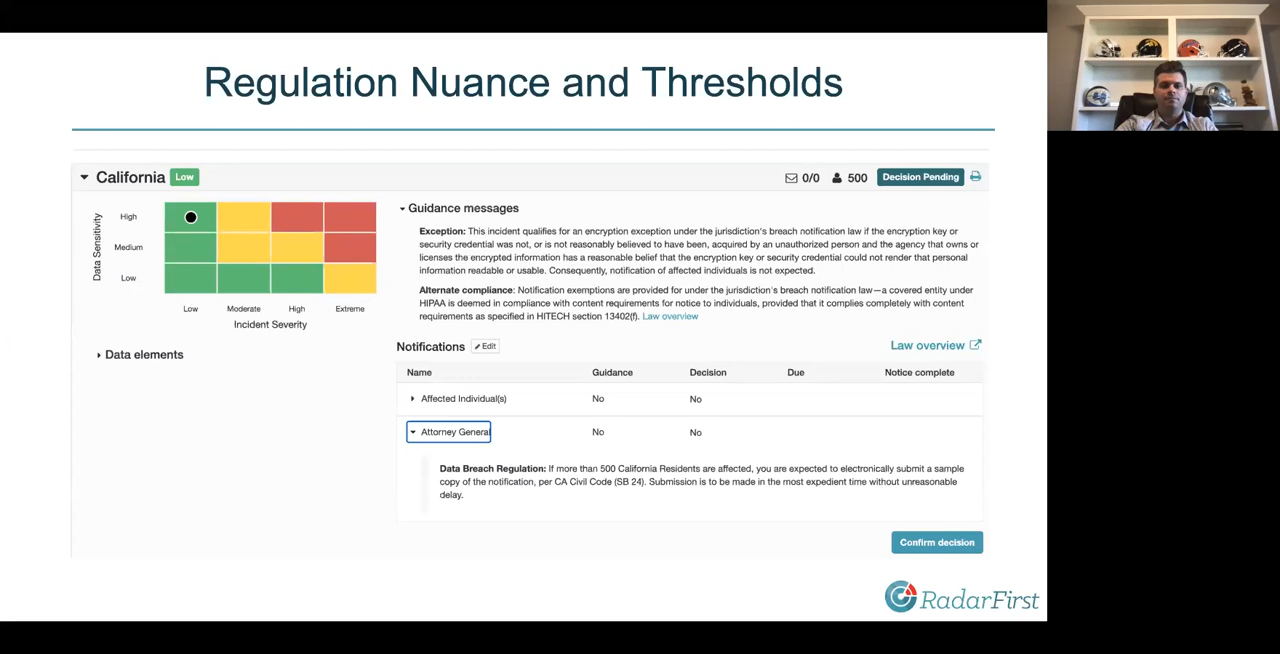 Regulation Nuance and Thresholds
California Low 0/0 500 Decision Pending
Data Sensitivity
High
Medium
Low
Low Moderate High Extreme
Incident Severity
Data elements
Guidance messages
Exception: This incident qualifies for an encryption exception under the jurisdiction's breach notification law if the encryption key or
security credential was not, or is not reasonably believed to have been, acquired by an unauthorized person and the agency that owns or
licenses the encrypted information has a reasonable belief that the encryption key or security credential could not render that personal
information readable or usable. Consequently, notification of affected individuals is not expected.
Alternate compliance: Notification exemptions are provided for under the jurisdiction's breach notification law—a covered entity under
HIPAA is deemed in compliance with content requirements for notice to individuals, provided that it complies completely with content
requirements as specified in HITECH section 13402(f). Law overview
Notifications Edit Law overview
Name Guidance Decision Due Notice complete
Affected Individual(s) No No
Attorney General No No
Data Breach Regulation: If more than 500 California Residents are affected, you are expected to electronically submit a sample
copy of the notification, per CA Civil Code (SB 24). Submission is to be made in the most expedient time without unreasonable
delay.
Confirm decision
RadarFirst